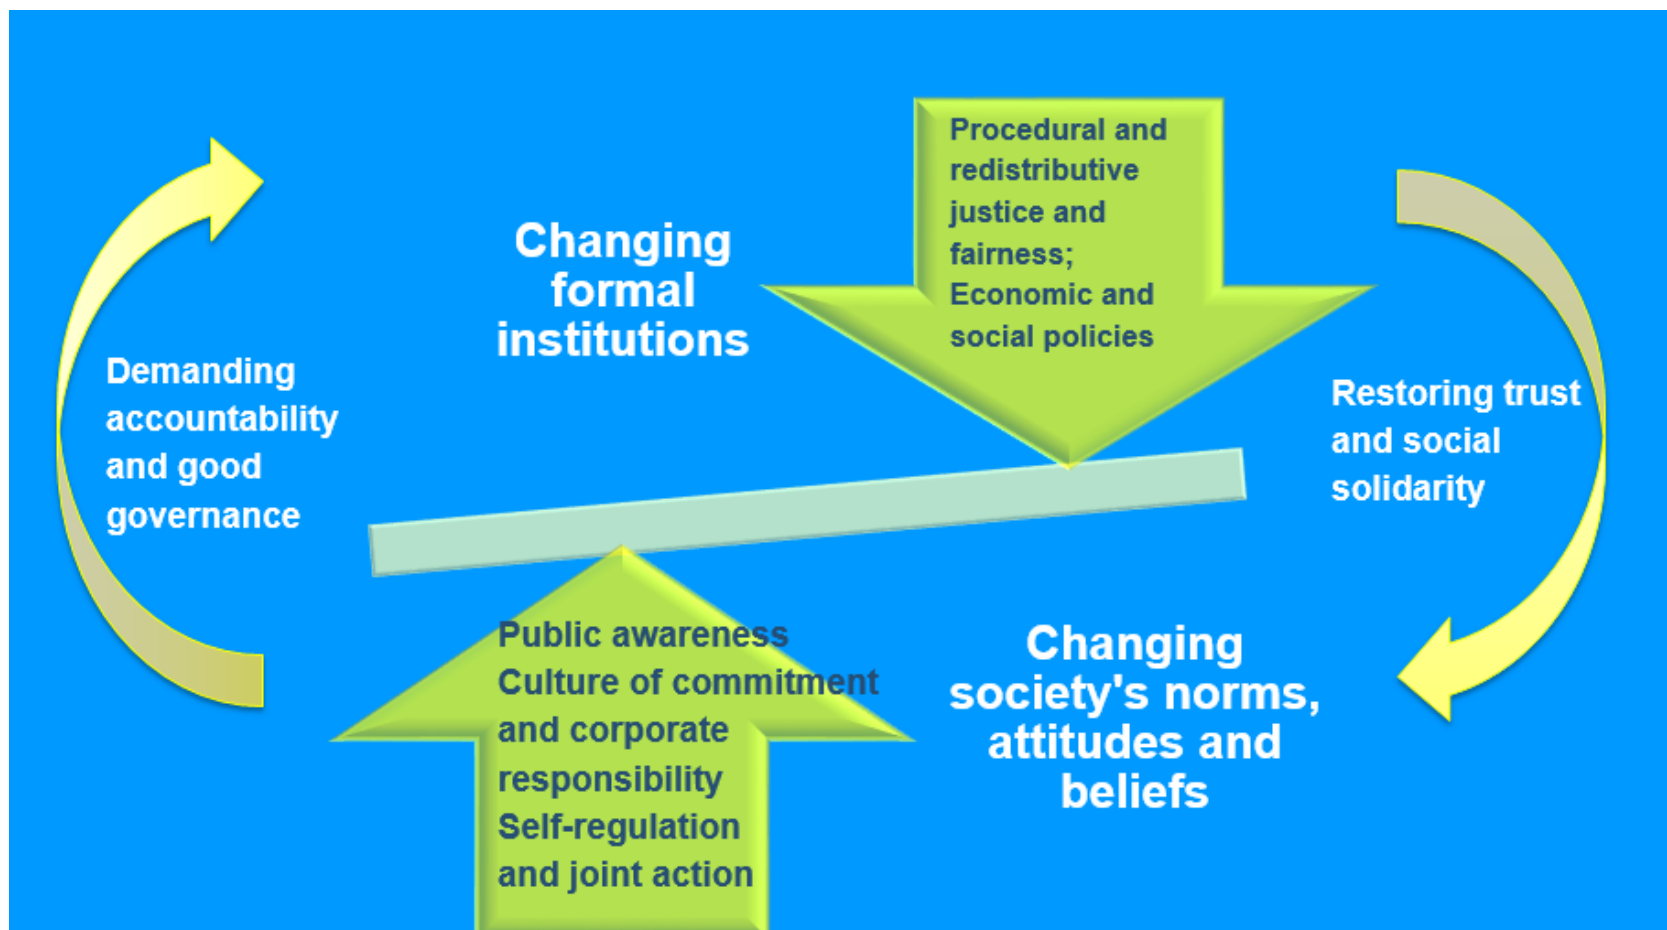 Procedural and
redistributive
justice and
fairness;
Economic and
social policies
Changing
formal
institutions
Demanding
accountability
and good
governance
Restoring trust
and social
solidarity
Public awareness
Culture of commitment
and corporate
responsibility
Self-regulation
and joint action
Changing
society's norms,
attitudes and
beliefs